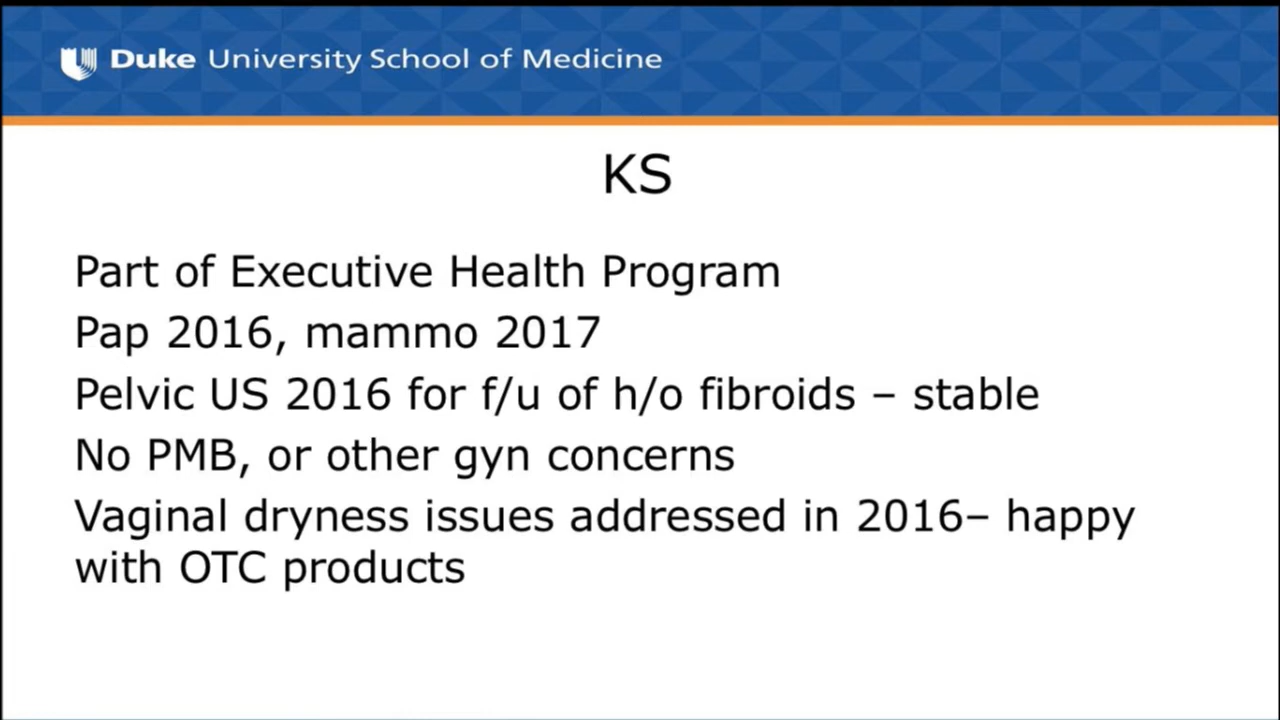 Duke University School of Medicine
KS
Part of Executive Health Program
Pap 2016, mammo 2017
Pelvic US 2016 for f/u of h/o fibroids – stable
No PMB, or other gyn concerns
Vaginal dryness issues addressed in 2016– happy
with OTC products